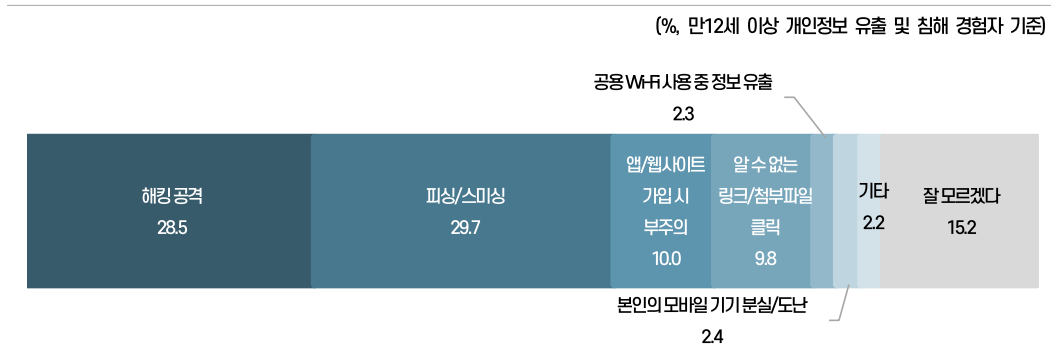 (%, 만12세 이상 개인정보 유출 및 침해 경험자 기준)
공용 Wi-Fi 사용 중 정보 유출
2.3
해킹 공격
28.5
피싱/스미싱
29.7
앱/웹사이트
가입 시
부주의
10.0
알 수 없는
링크/첨부파일
클릭
9.8
기타
2.2
잘 모르겠다
15.2
본인의 모바일 기기 분실/도난
2.4